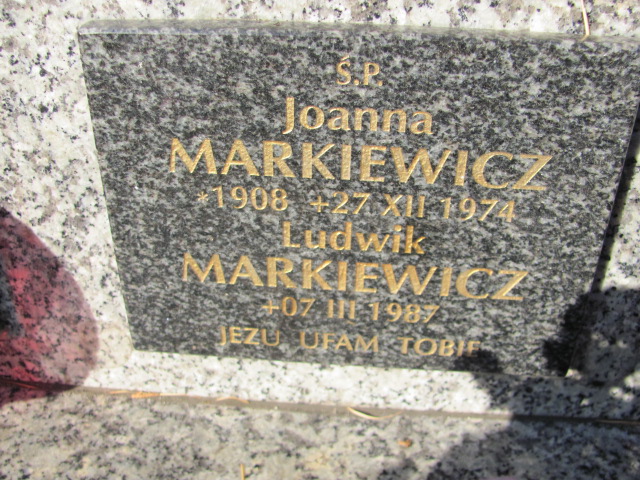 Ś.P.
Joanna
MARKIEWICZ
*1908 +27 XII 1974
Ludwik
MARKIEWICZ
+07 III 1987
JEZU UFAM TOBIE